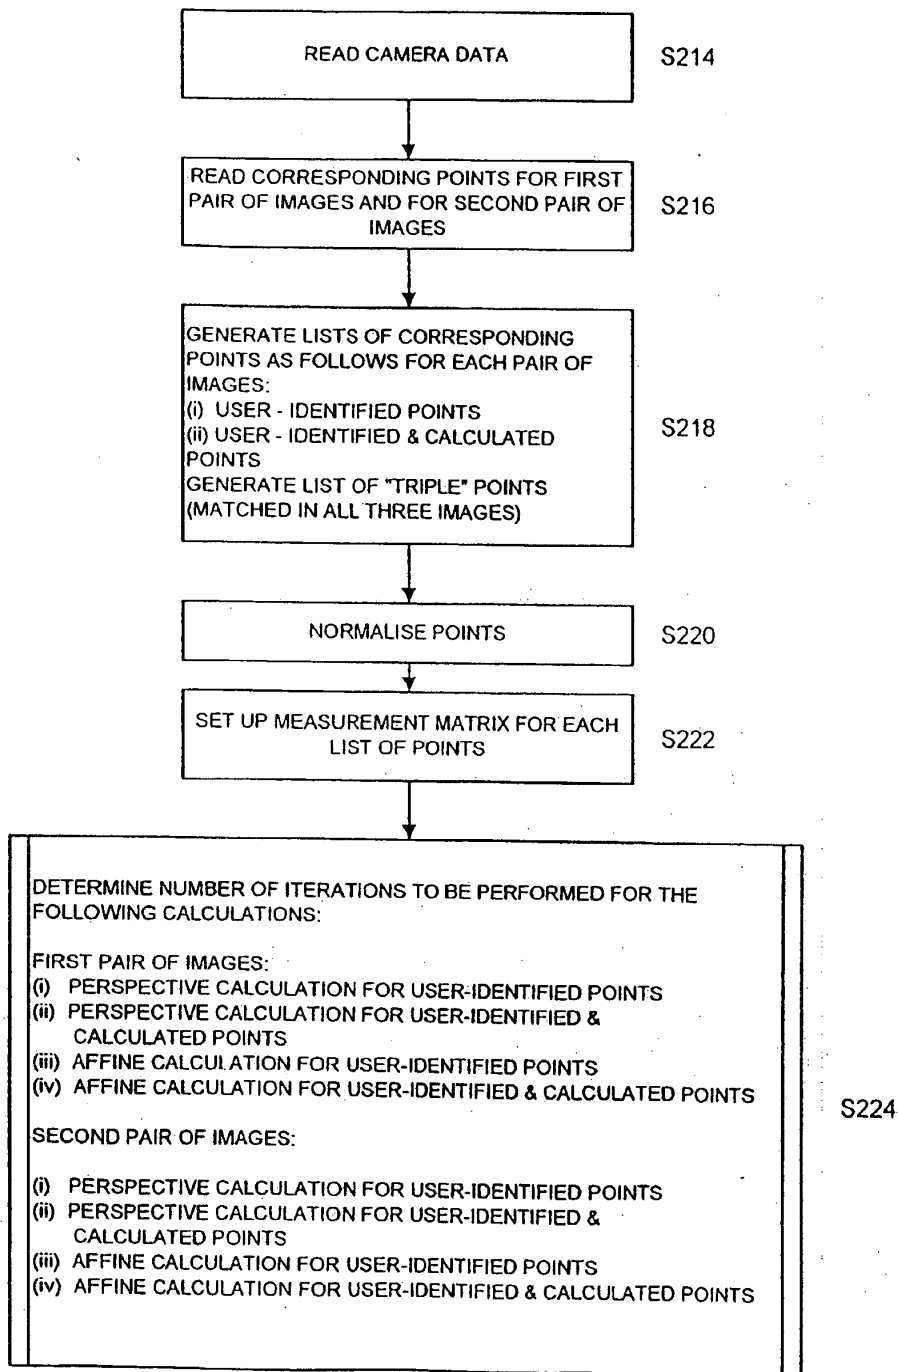 READ CAMERA DATA
S214
READ CORRESPONDING POINTS FOR FIRST
PAIR OF IMAGES AND FOR SECOND PAIR OF
IMAGES
S216
GENERATE LISTS OF CORRESPONDING
POINTS AS FOLLOWS FOR EACH PAIR OF
IMAGES:
(i) USER - IDENTIFIED POINTS
(ii) USER - IDENTIFIED & CALCULATED
POINTS
GENERATE LIST OF "TRIPLE" POINTS
(MATCHED IN ALL THREE IMAGES)
S218
NORMALISE POINTS
S220
SET UP MEASUREMENT MATRIX FOR EACH
LIST OF POINTS
S222
DETERMINE NUMBER OF ITERATIONS TO BE PERFORMED FOR THE
FOLLOWING CALCULATIONS:
FIRST PAIR OF IMAGES:
(i) PERSPECTIVE CALCULATION FOR USER-IDENTIFIED POINTS
(ii) PERSPECTIVE CALCULATION FOR USER-IDENTIFIED &
CALCULATED POINTS
(iii) AFFINE CALCULATION FOR USER-IDENTIFIED POINTS
(iv) AFFINE CALCULATION FOR USER-IDENTIFIED & CALCULATED POINTS
SECOND PAIR OF IMAGES:
(i) PERSPECTIVE CALCULATION FOR USER-IDENTIFIED POINTS
(ii) PERSPECTIVE CALCULATION FOR USER-IDENTIFIED &
CALCULATED POINTS
(iii) AFFINE CALCULATION FOR USER-IDENTIFIED POINTS
(iv) AFFINE CALCULATION FOR USER-IDENTIFIED & CALCULATED POINTS
S224